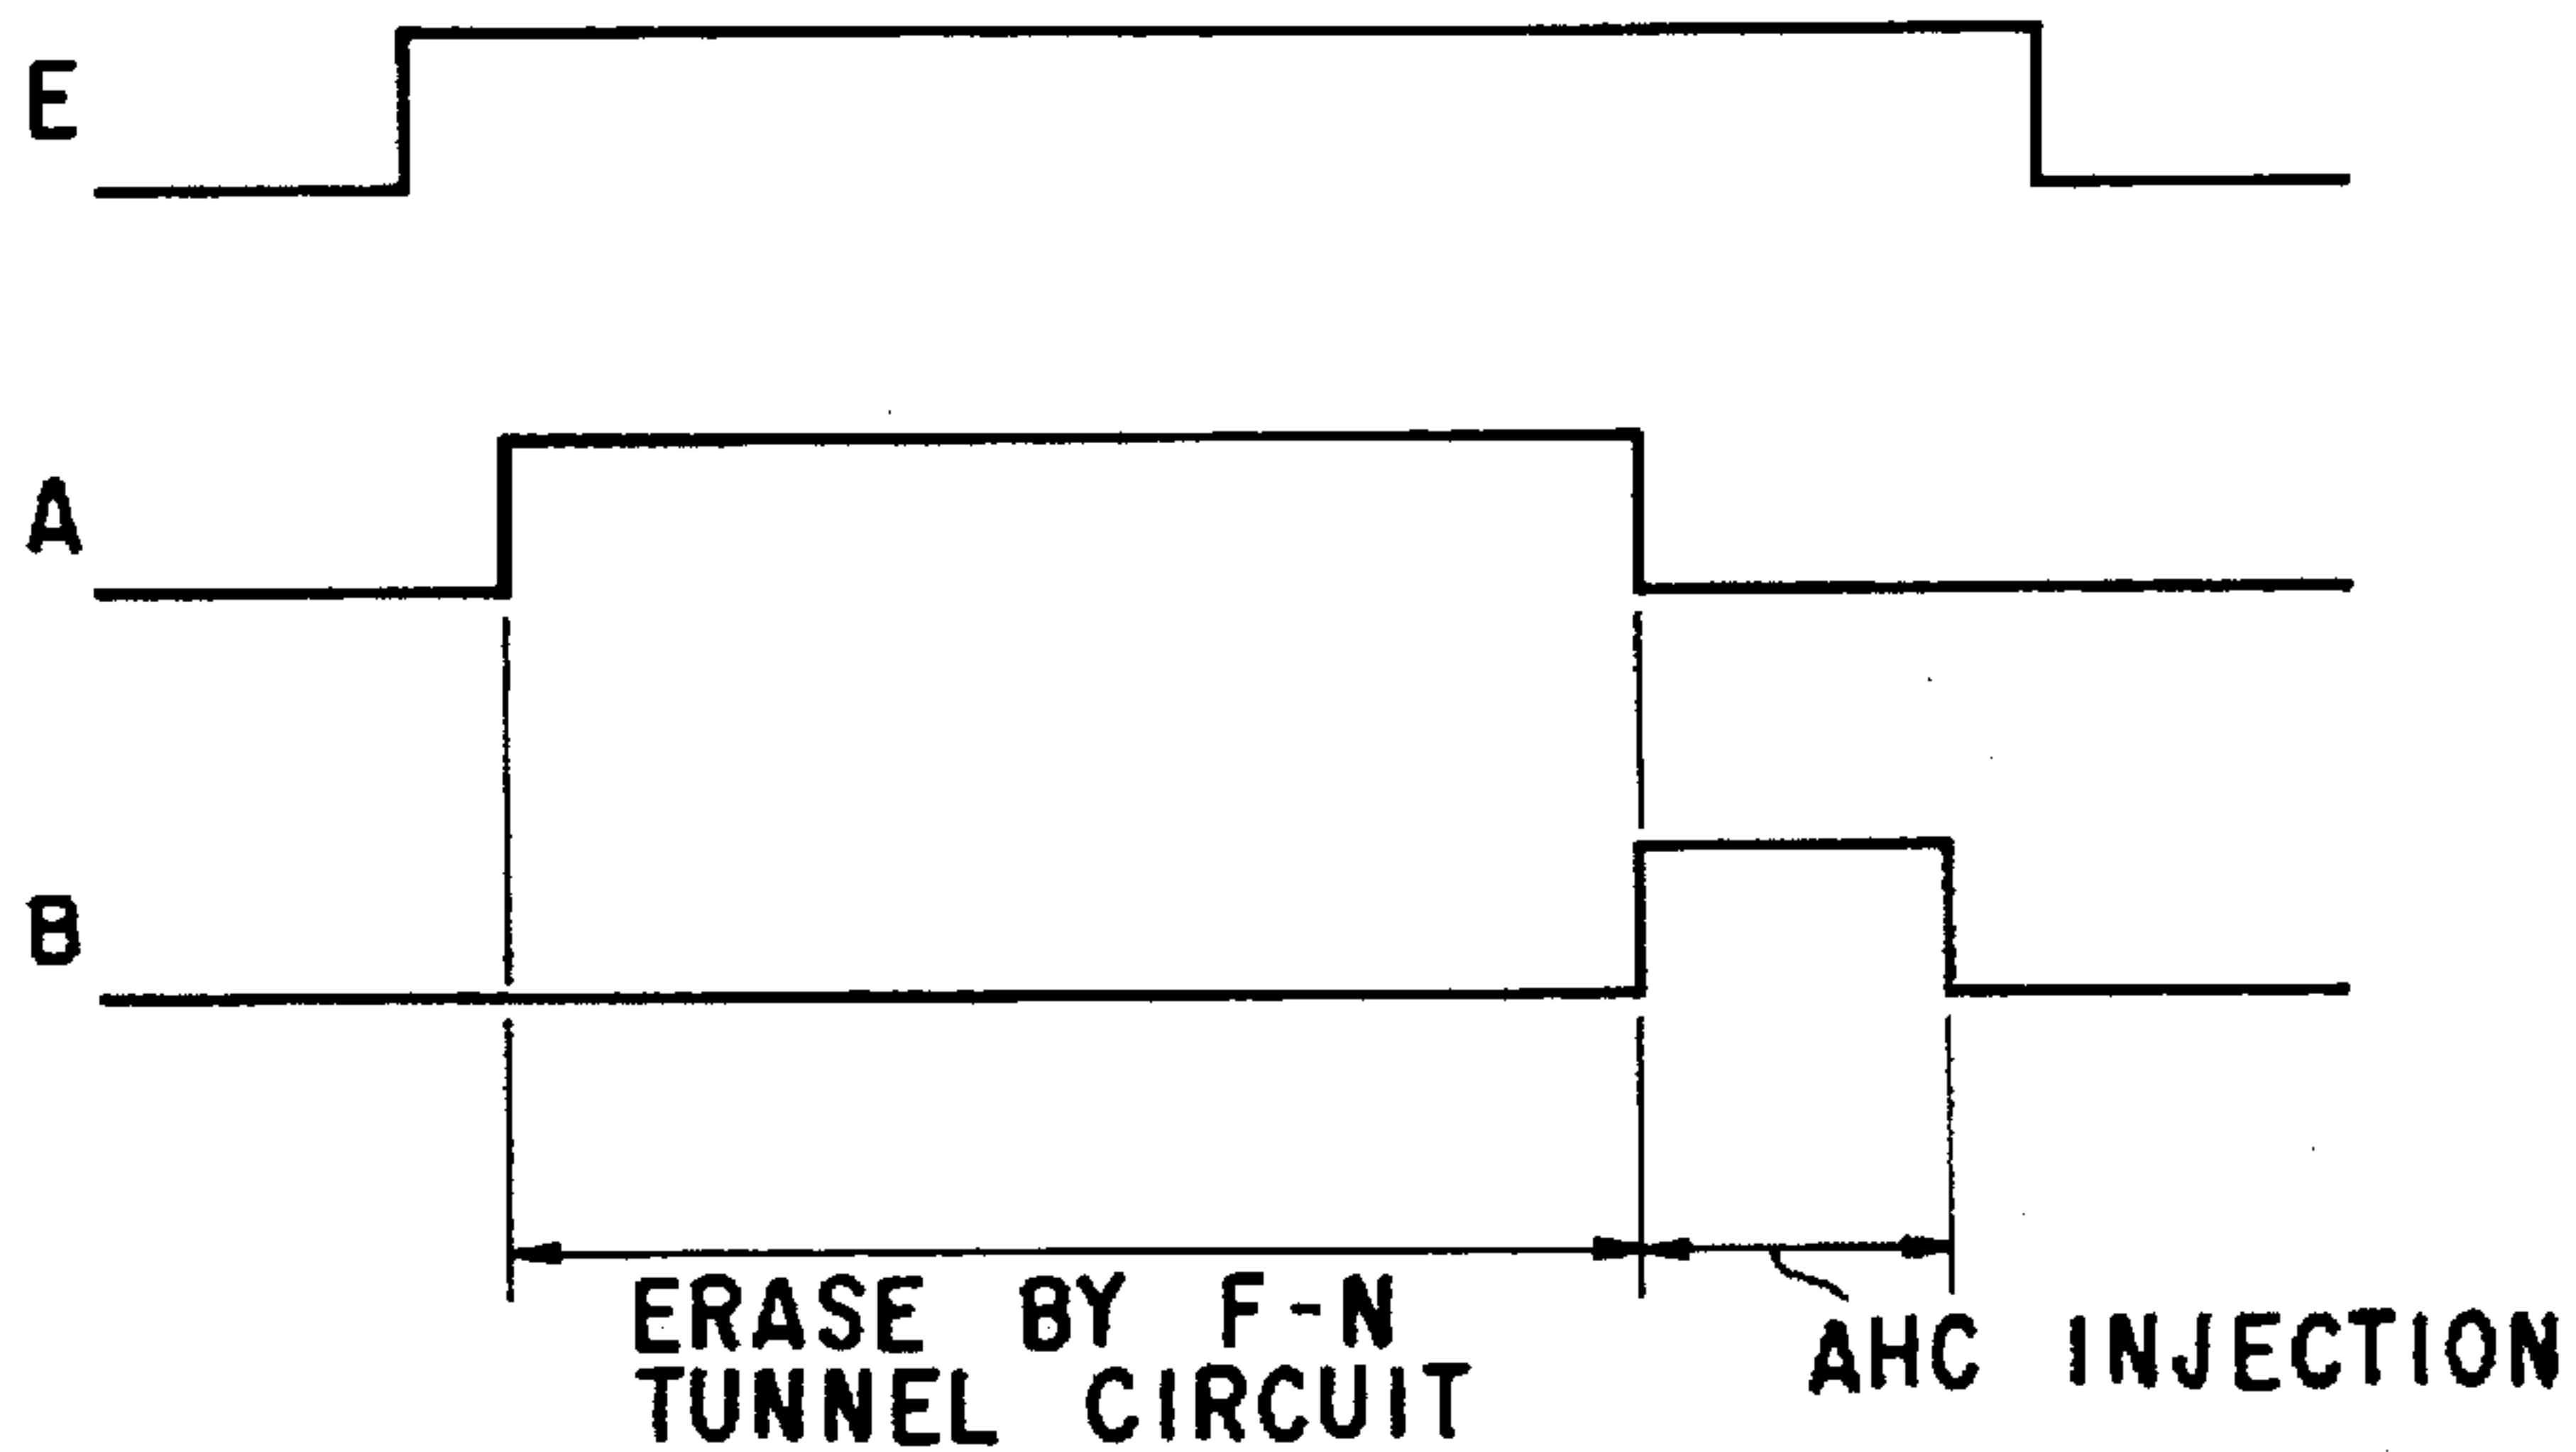 E
A
B
ERASE BY F-N
TUNNEL CIRCUIT
AHC INJECTION